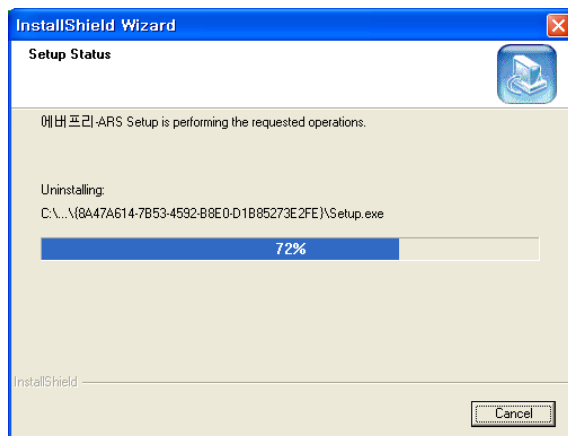 InstallShield Wizard
Setup Status
에버프리-ARS Setup is performing the requested operations.
Uninstalling:
C:\...\{8A47A614-7B53-4592-B8E0-D1B85273E2FE}\Setup.exe
72%
InstallShield
Cancel